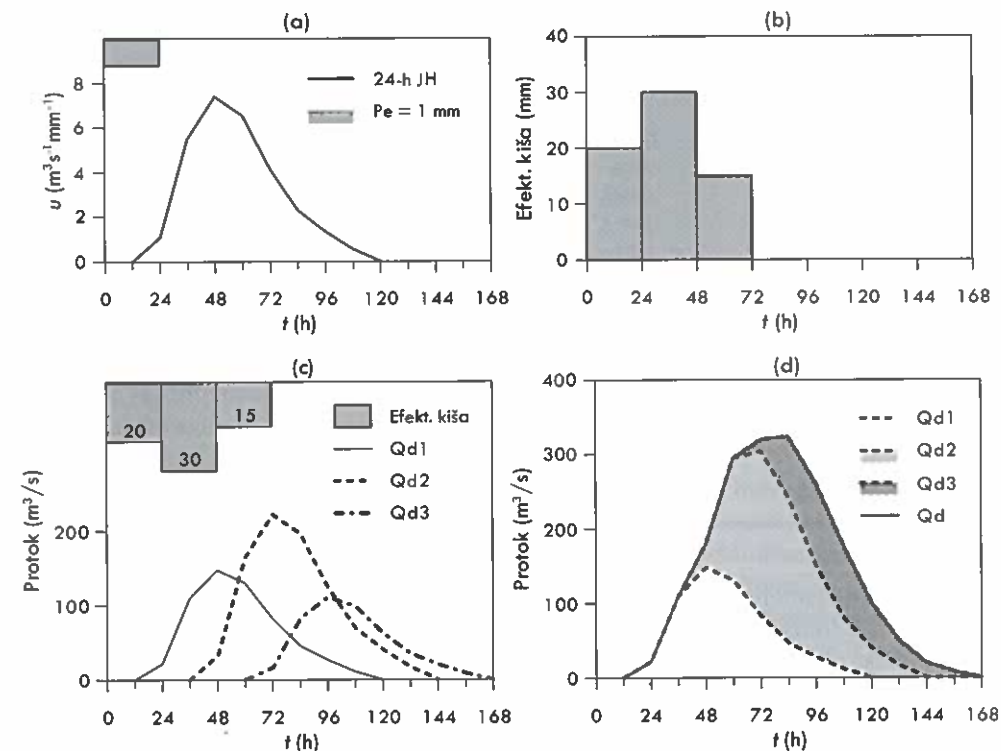 (a)
8
6
4
2
0
u (m³s⁻¹mm⁻¹)
24-h JH
Pe = 1 mm
0 24 48 72 96 120 144 168
t (h)
(b)
40
30
20
10
0
Efekt. kiša (mm)
0 24 48 72 96 120 144 168
t (h)
(c)
20
30
15
Efekt. kiša
Qd1
Qd2
Qd3
200
100
0
Protok (m³/s)
0 24 48 72 96 120 144 168
t (h)
(d)
400
300
200
100
0
Protok (m³/s)
Qd1
Qd2
Qd3
Qd
0 24 48 72 96 120 144 168
t (h)